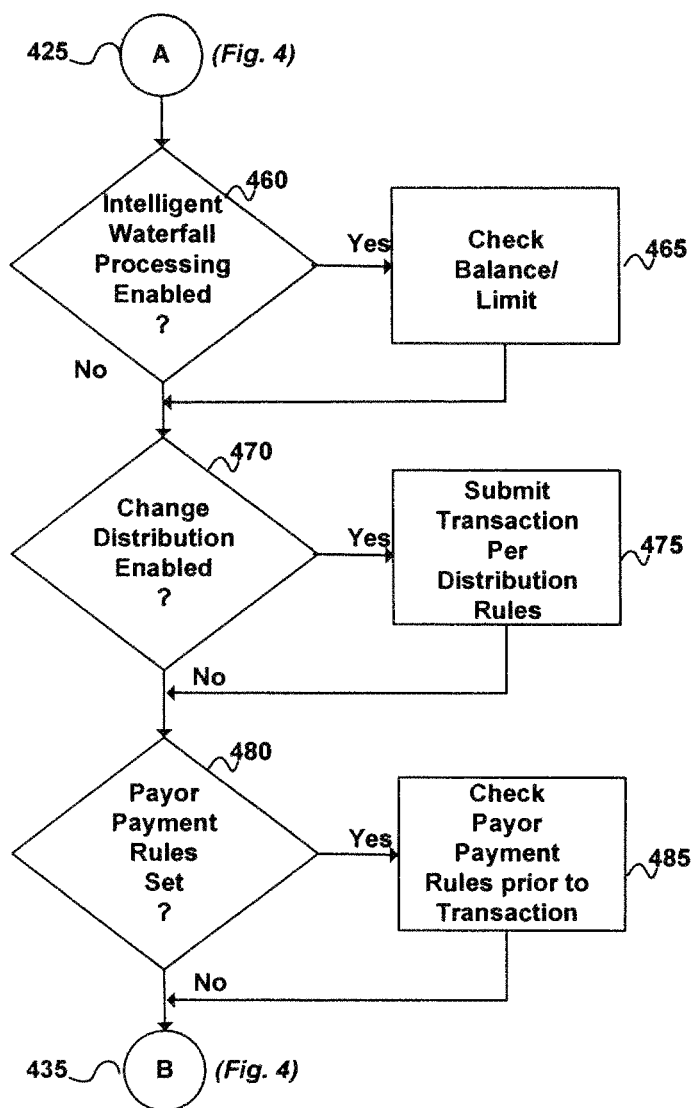 425
A
(Fig. 4)
460
Intelligent
Waterfall
Processing
Enabled
?
Yes
Check
Balance/
Limit
465
No
470
Change
Distribution
Enabled
?
Yes
Submit
Transaction
Per
Distribution
Rules
475
No
480
Payor
Payment
Rules
Set
?
Yes
Check
Payor
Payment
Rules prior to
Transaction
485
No
435
B
(Fig. 4)